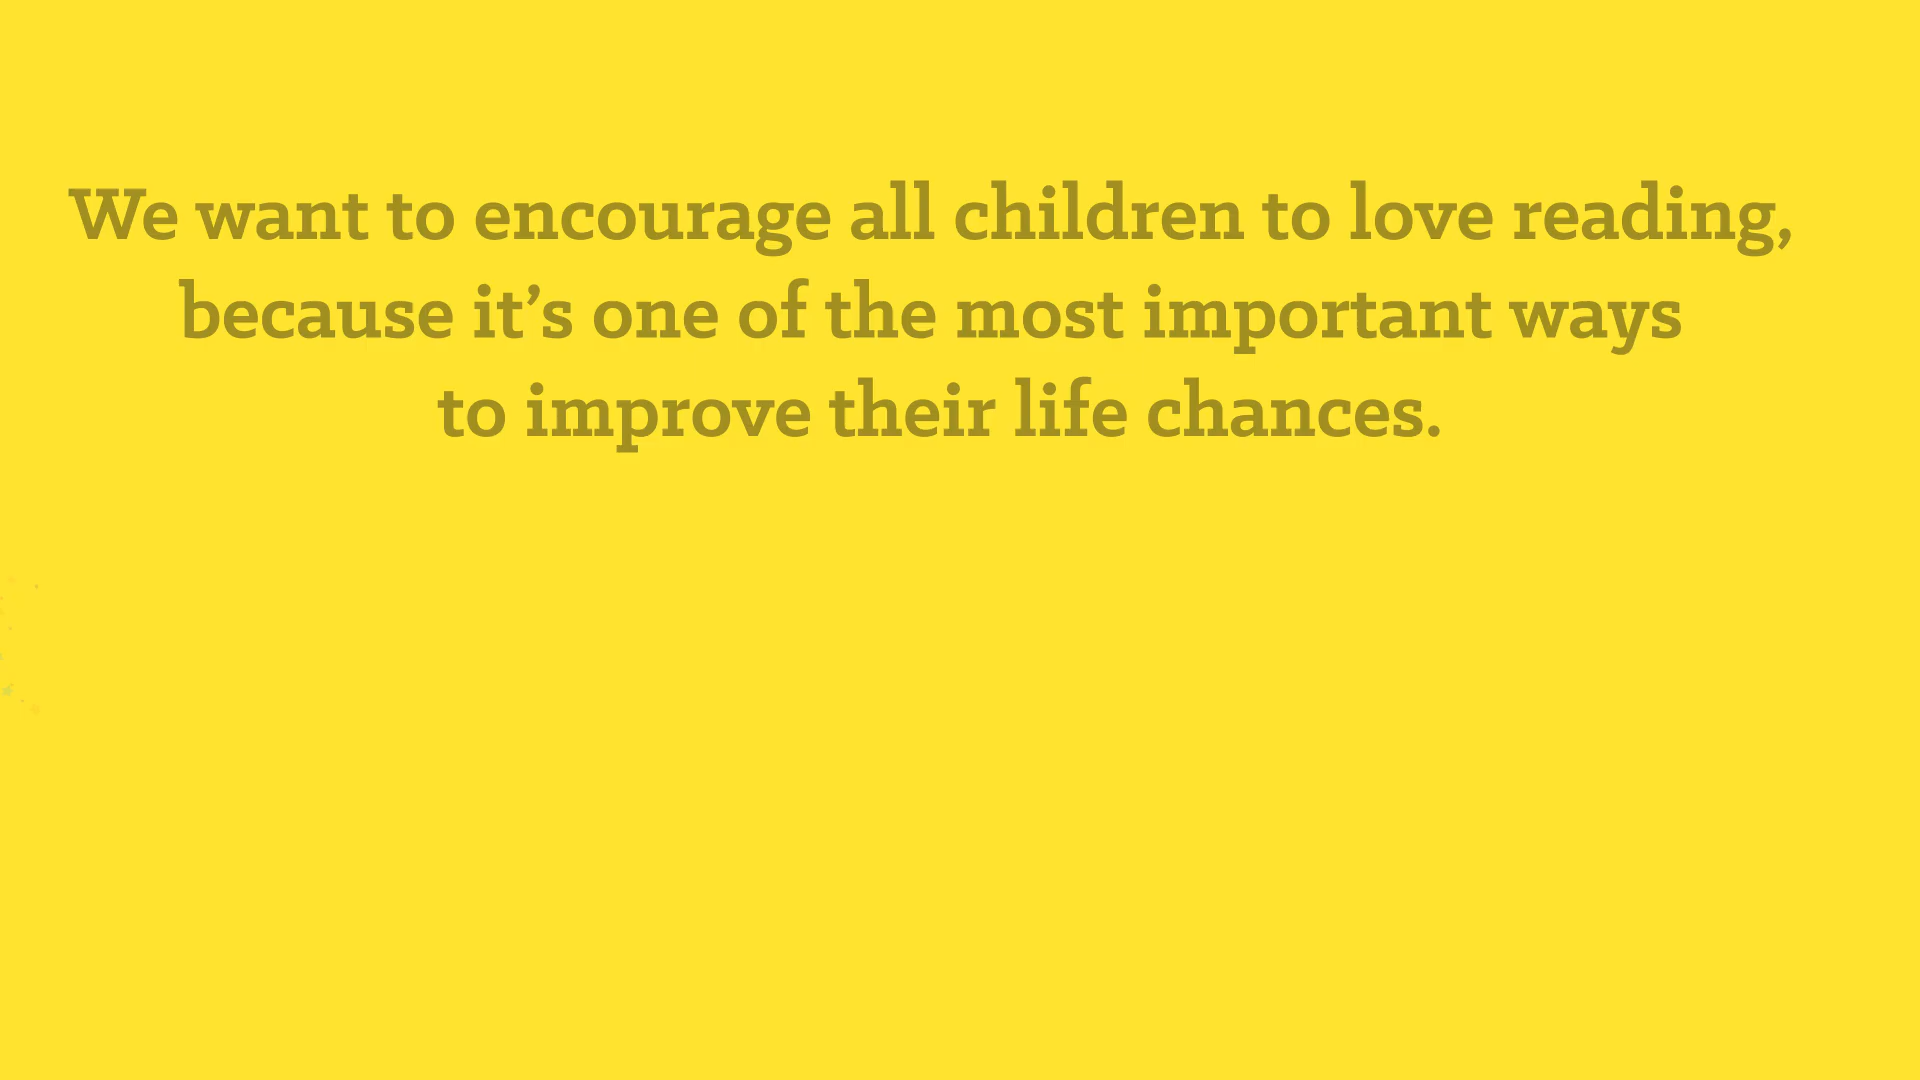 We want to encourage all children to love reading,
because it’s one of the most important ways
to improve their life chances.